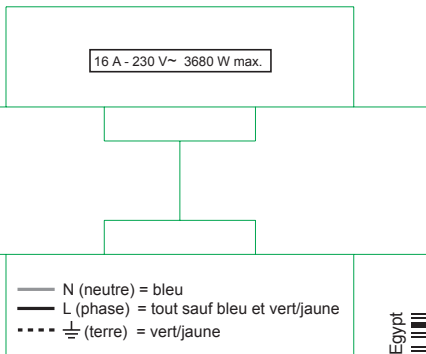 16 A - 230 V~ 3680 W max.
N (neutre) = bleu
L (phase) = tout sauf bleu et vert/jaune
⏚ (terre) = vert/jaune
Egypt